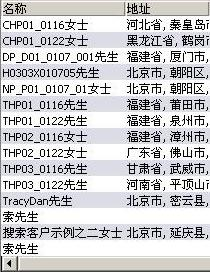 名称 地址
CHP01_0116女士 河北省, 秦皇岛
CHP01_0122女士 黑龙江省, 鹤岗市
DP_D01_0107_001先生 福建省, 厦门市,
H0303X010705先生 北京市, 朝阳区,
NP_P01_0107_01女士 北京市, 朝阳区,
THP01_0116先生 福建省, 莆田市
THP01_0122先生 福建省, 泉州市
THP02_0116女士 福建省, 漳州市
THP02_0122女士 广东省, 佛山市,
THP03_0116先生 甘肃省, 武威市,
THP03_0122先生 河南省, 平顶山
TracyDan先生 北京市, 密云县,
索先生
搜索客户示例之二女士 北京市, 延庆县,
索先生